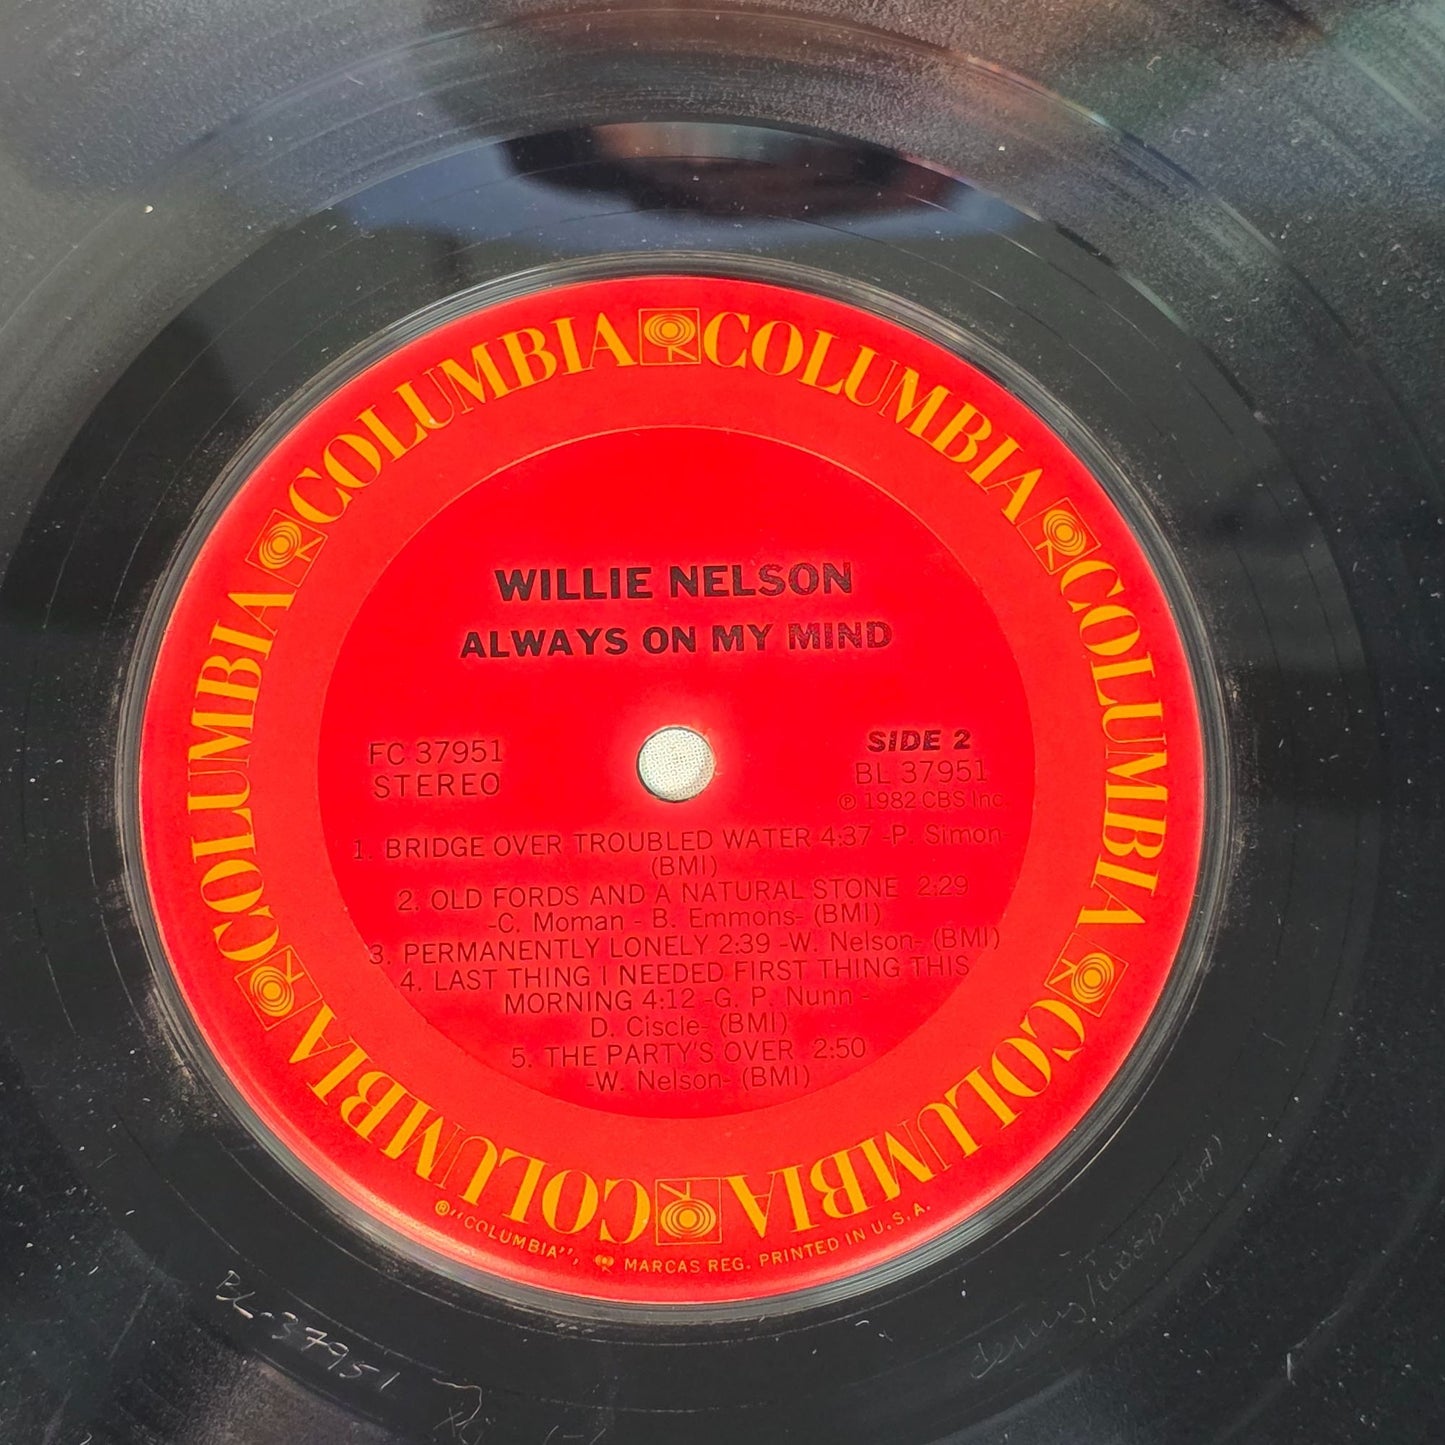 COLUMBIA COLUMBIA COLUMBIA COLUMBIA COLUMBIA COLUMBIA
WILLIE NELSON
ALWAYS ON MY MIND
FC 37951
STEREO
SIDE 2
BL 37951
℗ 1982 CBS Inc.
1. BRIDGE OVER TROUBLED WATER 4:37 -P. Simon-
(BMI)
2. OLD FORDS AND A NATURAL STONE 2:29
-C. Moman - B. Emmons- (BMI)
3. PERMANENTLY LONELY 2:39 -W. Nelson- (BMI)
4. LAST THING I NEEDED FIRST THING THIS
MORNING 4:12 -G. P. Nunn -
D. Ciscle- (BMI)
5. THE PARTY'S OVER 2:50
-W. Nelson- (BMI)
®"COLUMBIA", MARCAS REG. PRINTED IN U.S.A.
BL-37951